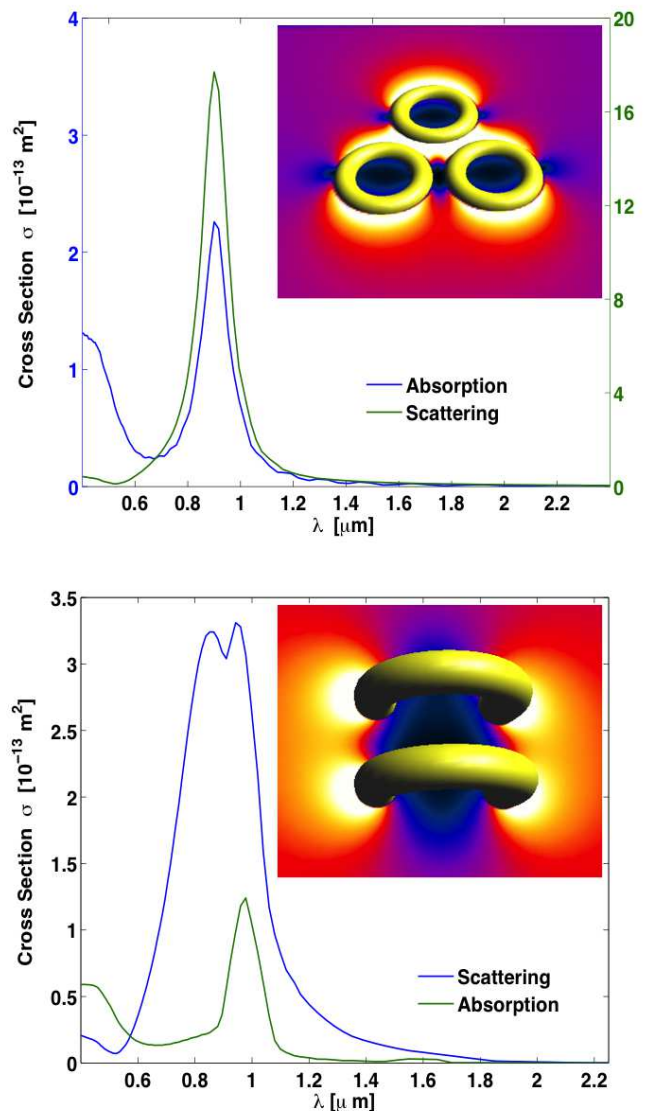 4
3
2
1
0
20
16
12
8
4
0
Cross Section σ [10⁻¹³ m²]
Absorption
Scattering
0.6 0.8 1 1.2 1.4 1.6 1.8 2 2.2
λ [μm]
3.5
3
2.5
2
1.5
1
0.5
0
Cross Section σ [10⁻¹³ m²]
Scattering
Absorption
0.6 0.8 1 1.2 1.4 1.6 1.8 2 2.2
λ [μ m]